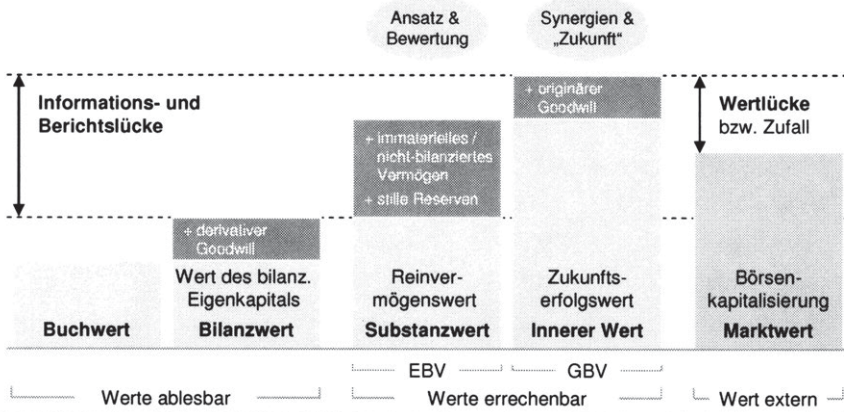 Ansatz &
Bewertung
Synergien &
„Zukunft“
Informations- und
Berichtslücke
+ originärer
Goodwill
Wertlücke
bzw. Zufall
+ immaterielles /
nicht-bilanziertes
Vermögen
+ stille Reserven
+ derivativer
Goodwill
Wert des bilanz.
Eigenkapitals
Reinver-
mögenswert
Zukunfts-
erfolgswert
Börsen-
kapitalisierung
Buchwert
Bilanzwert
Substanzwert
Innerer Wert
Marktwert
EBV
GBV
Werte ablesbar
Werte errechenbar
Wert extern